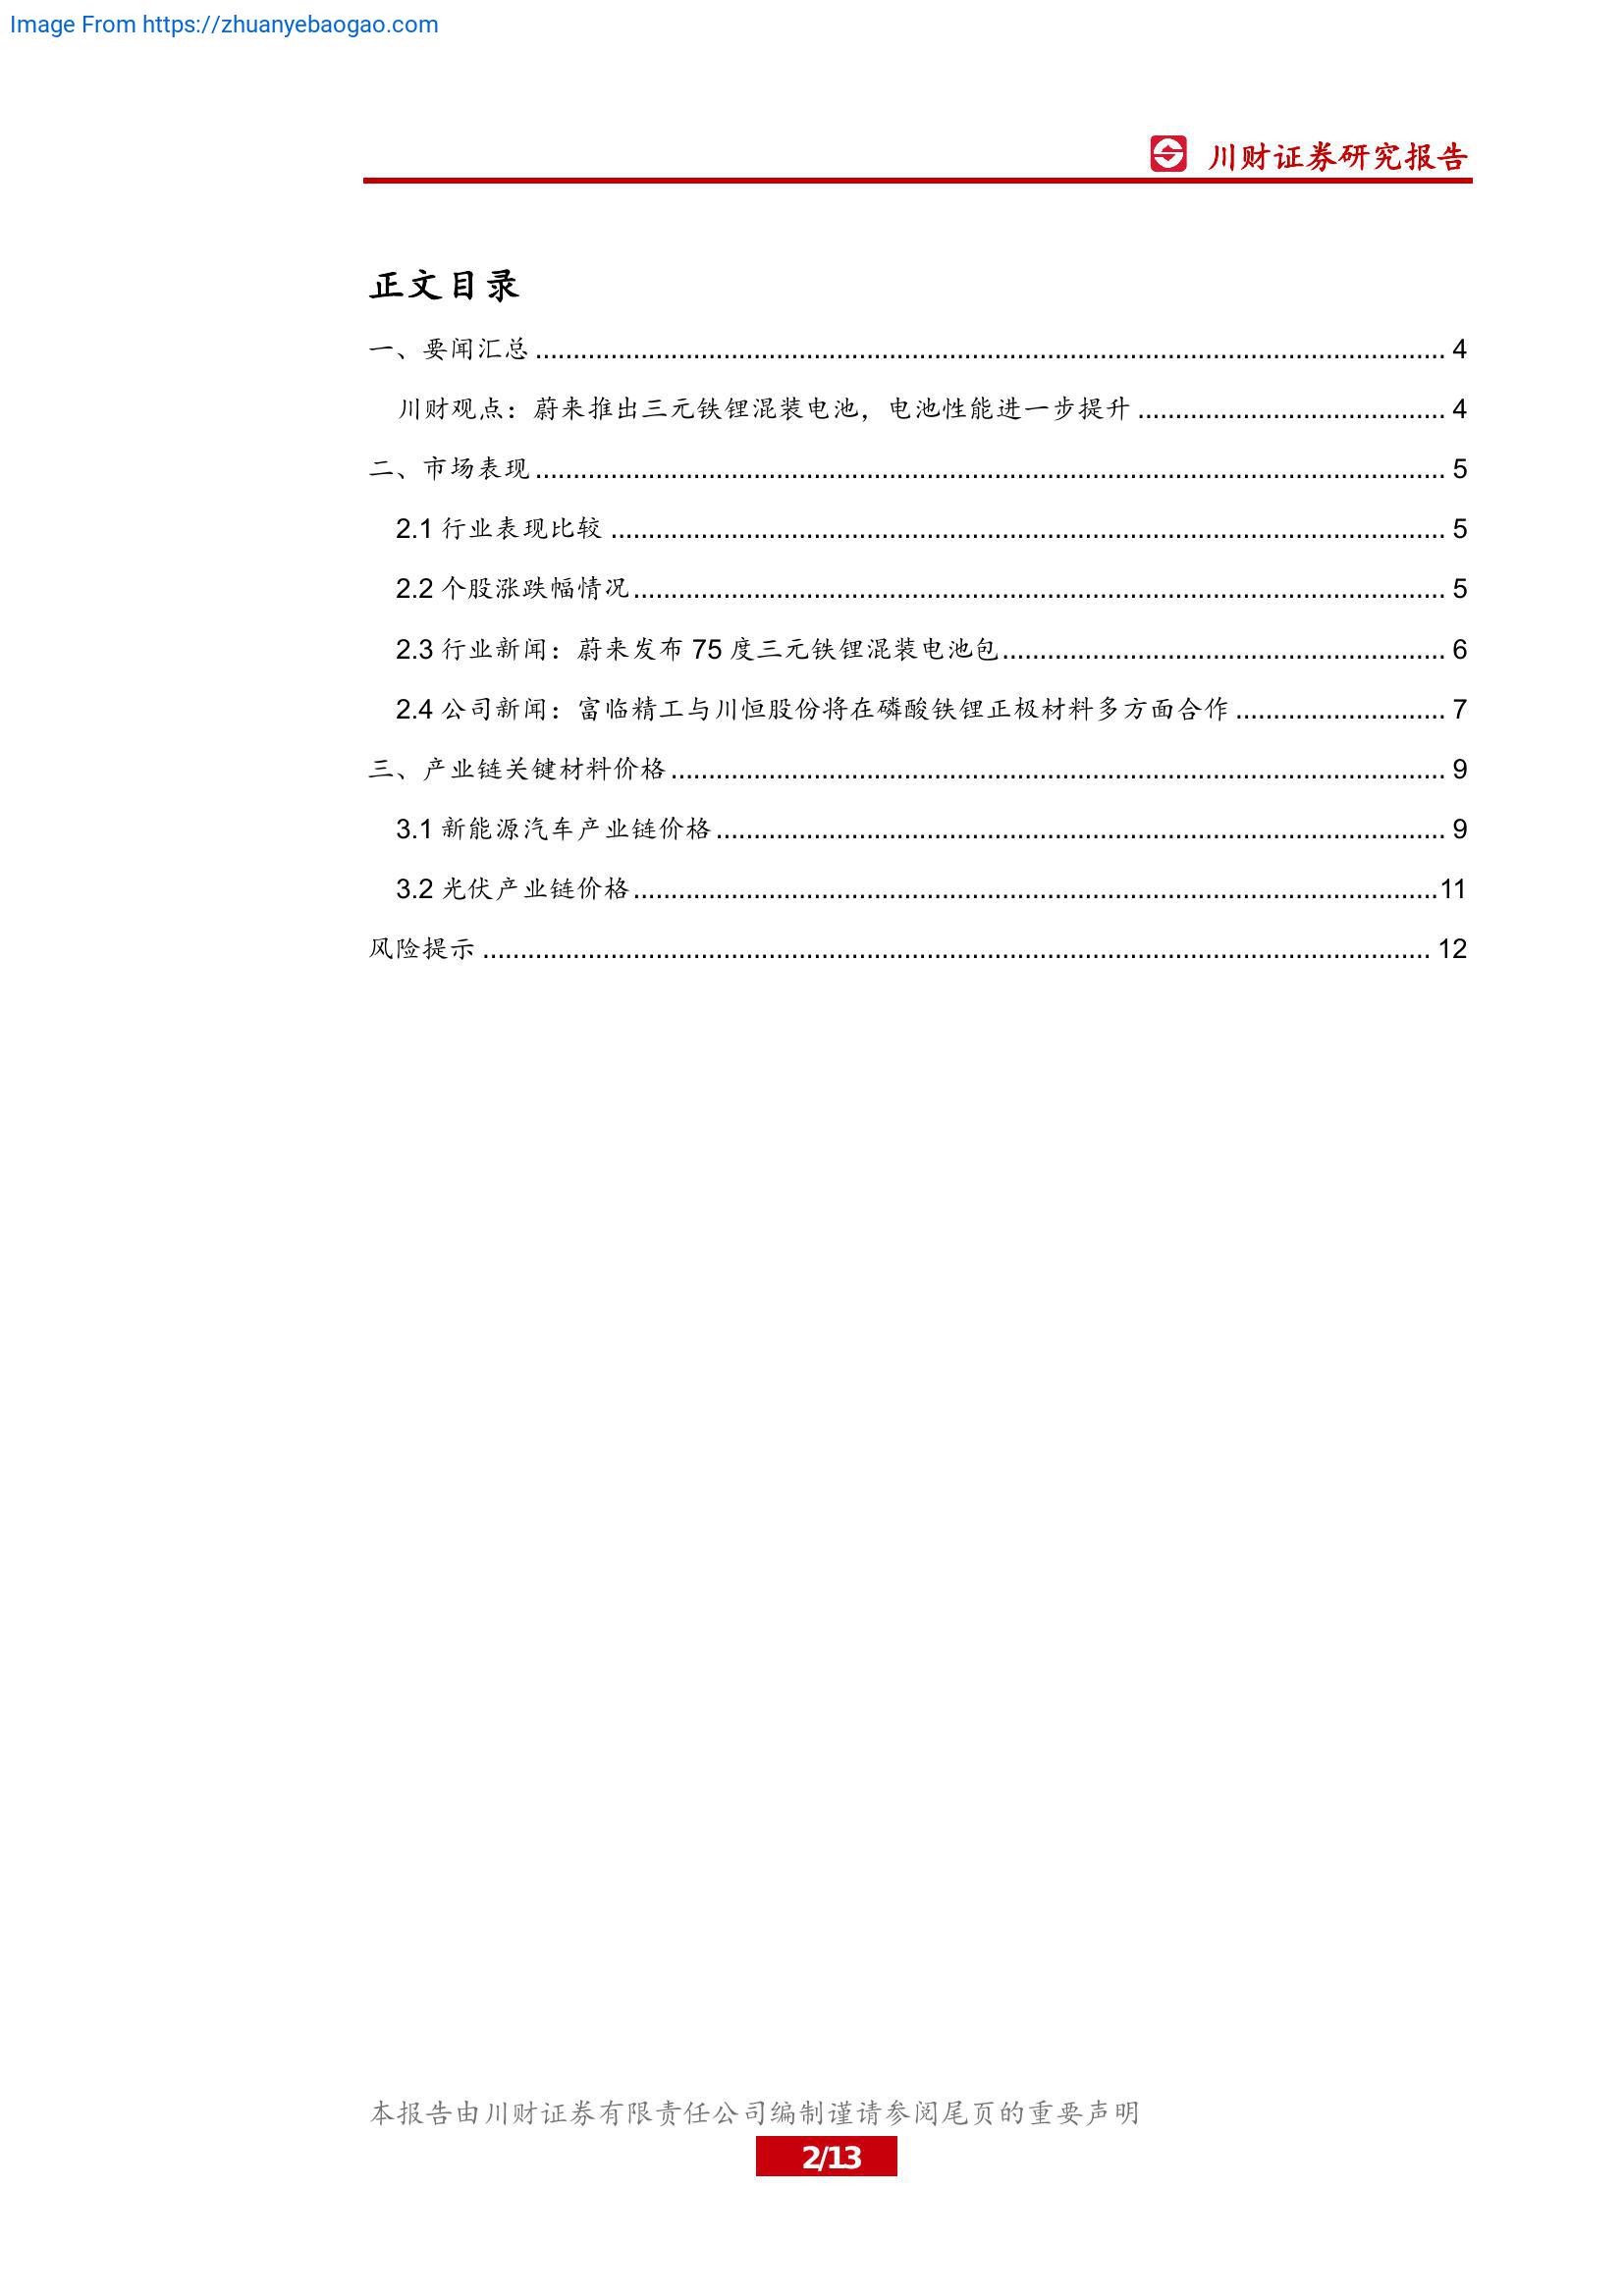 Image From https://zhuanyebaogao.com
川财证券研究报告
正文目录
一、要闻汇总 ........................................ 4
川财观点：蔚来推出三元铁锂混装电池，电池性能进一步提升 ........................................ 4
二、市场表现 ........................................ 5
2.1 行业表现比较 ........................................ 5
2.2 个股涨跌幅情况 ........................................ 5
2.3 行业新闻：蔚来发布 75 度三元铁锂混装电池包 ........................................ 6
2.4 公司新闻：富临精工与川恒股份将在磷酸铁锂正极材料多方面合作 ........................................ 7
三、产业链关键材料价格 ........................................ 9
3.1 新能源汽车产业链价格 ........................................ 9
3.2 光伏产业链价格 ........................................ 11
风险提示 ........................................ 12
本报告由川财证券有限责任公司编制谨请参阅尾页的重要声明
2/13